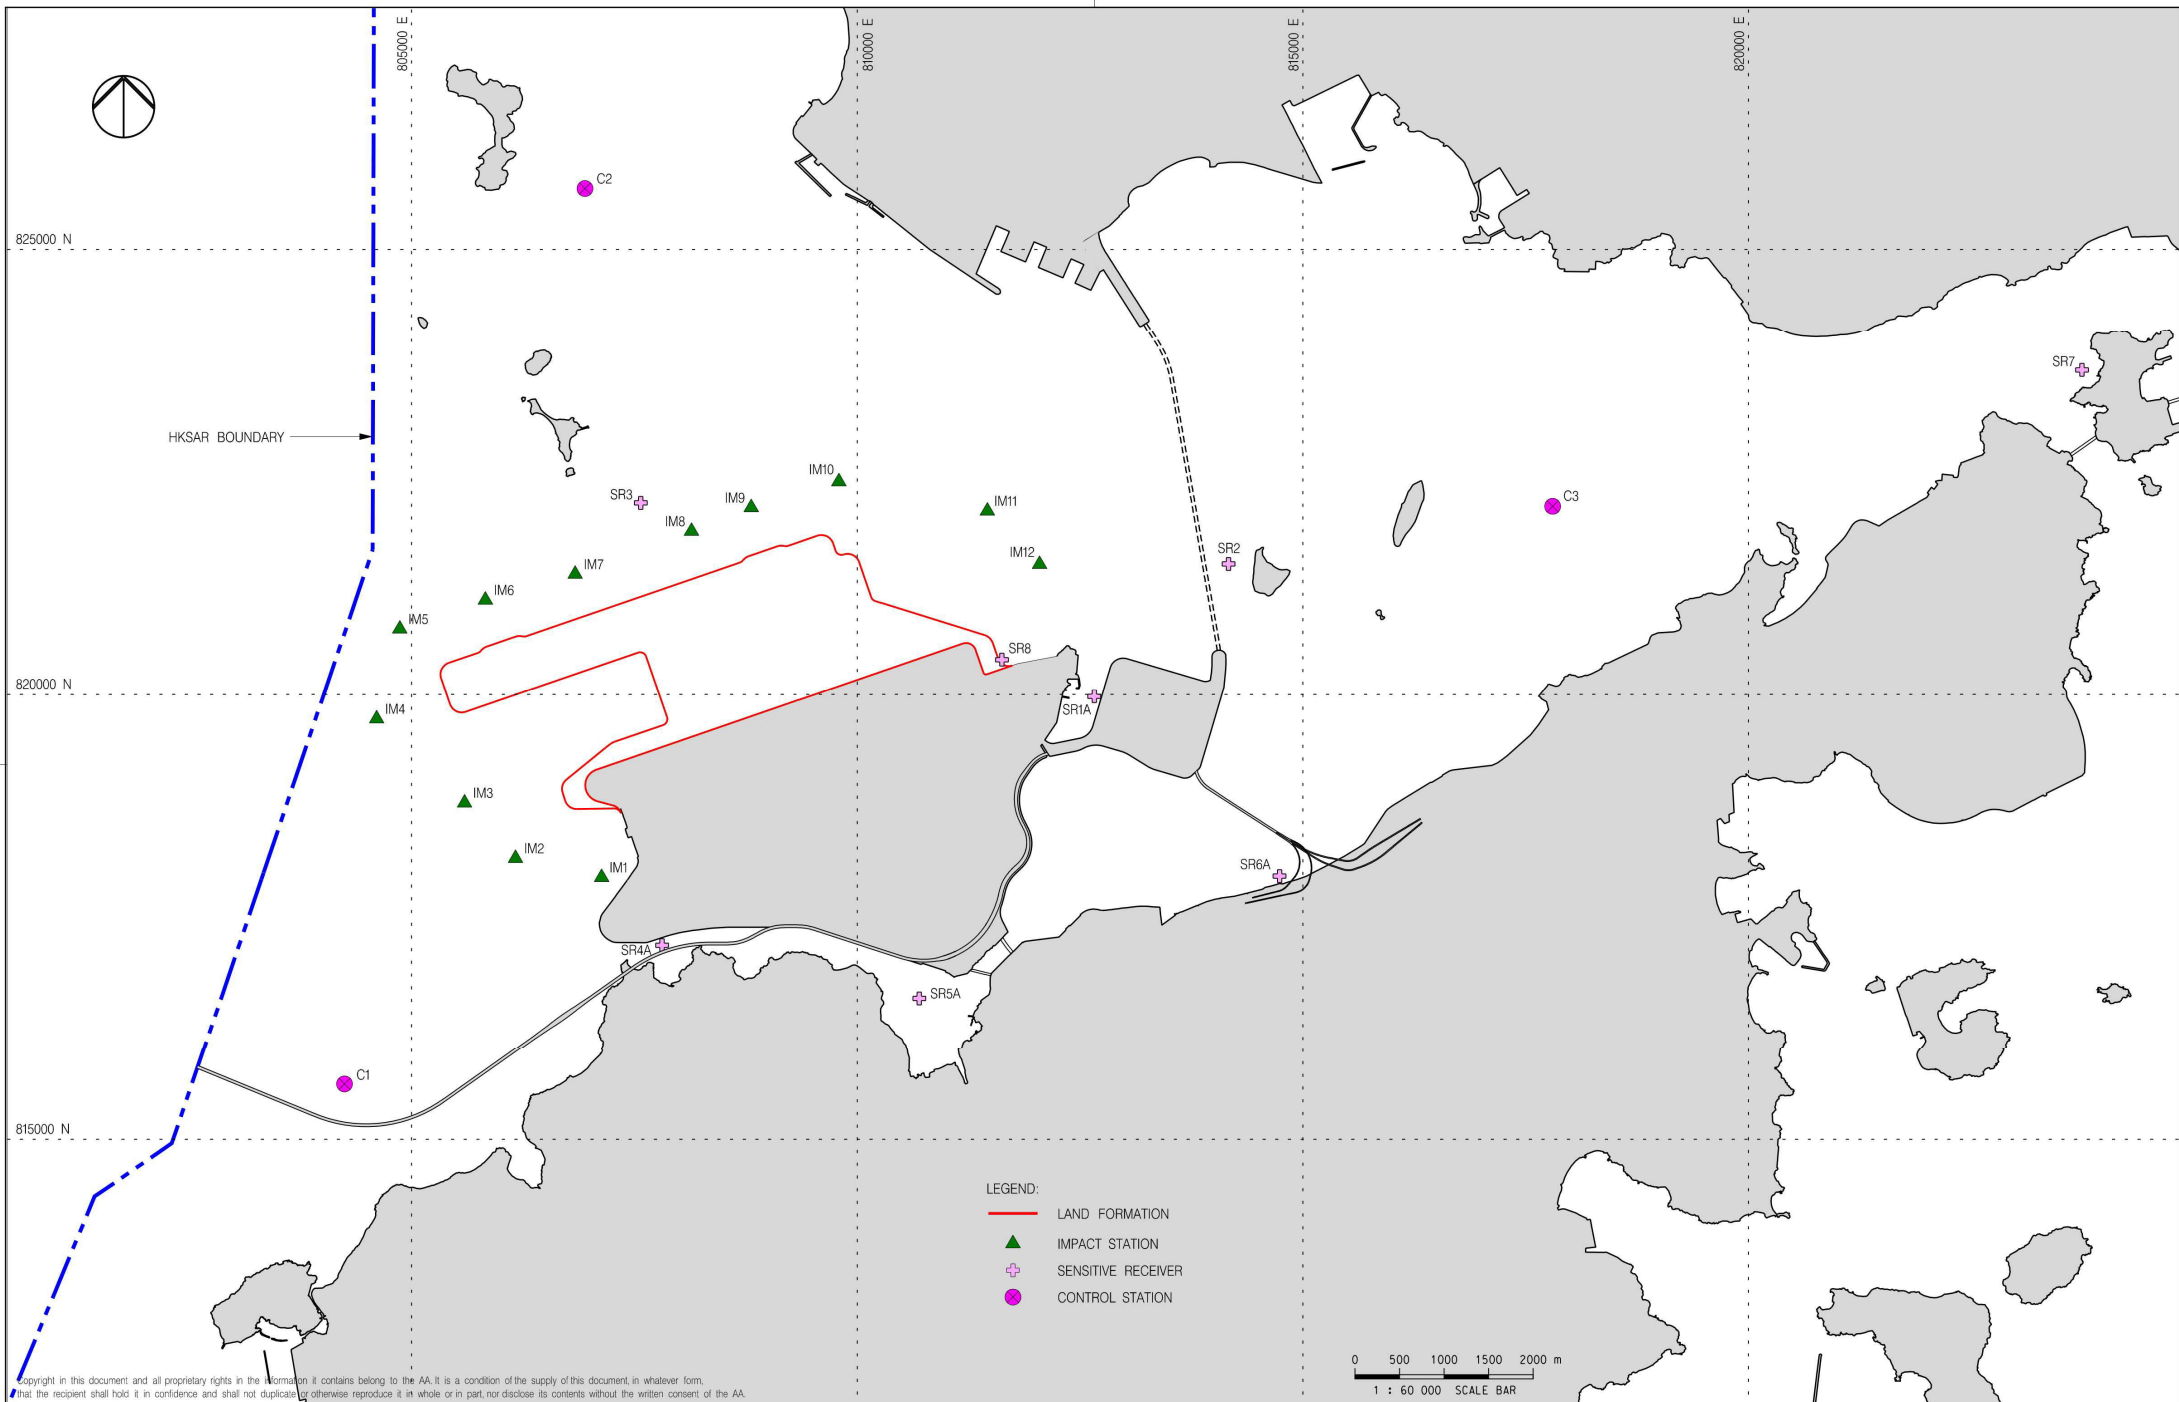 805000 E
810000 E
815000 E
820000 E
C2
825000 N
SR7
HKSAR BOUNDARY
IM10
SR3
IM9
IM11
C3
IM8
SR2
IM12
IM7
IM6
IM5
SR8
820000 N
IM4
SR1A
IM3
IM2
IM1
SR6A
SR4A
SR5A
C1
815000 N
LEGEND:
LAND FORMATION
IMPACT STATION
SENSITIVE RECEIVER
CONTROL STATION
0 500 1000 1500 2000 m
1 : 60 000 SCALE BAR
Copyright in this document and all proprietary rights in the information it contains belong to the AA. It is a condition of the supply of this document, in whatever form,
that the recipient shall hold it in confidence and shall not duplicate or otherwise reproduce it in whole or in part, nor disclose its contents without the written consent of the AA.